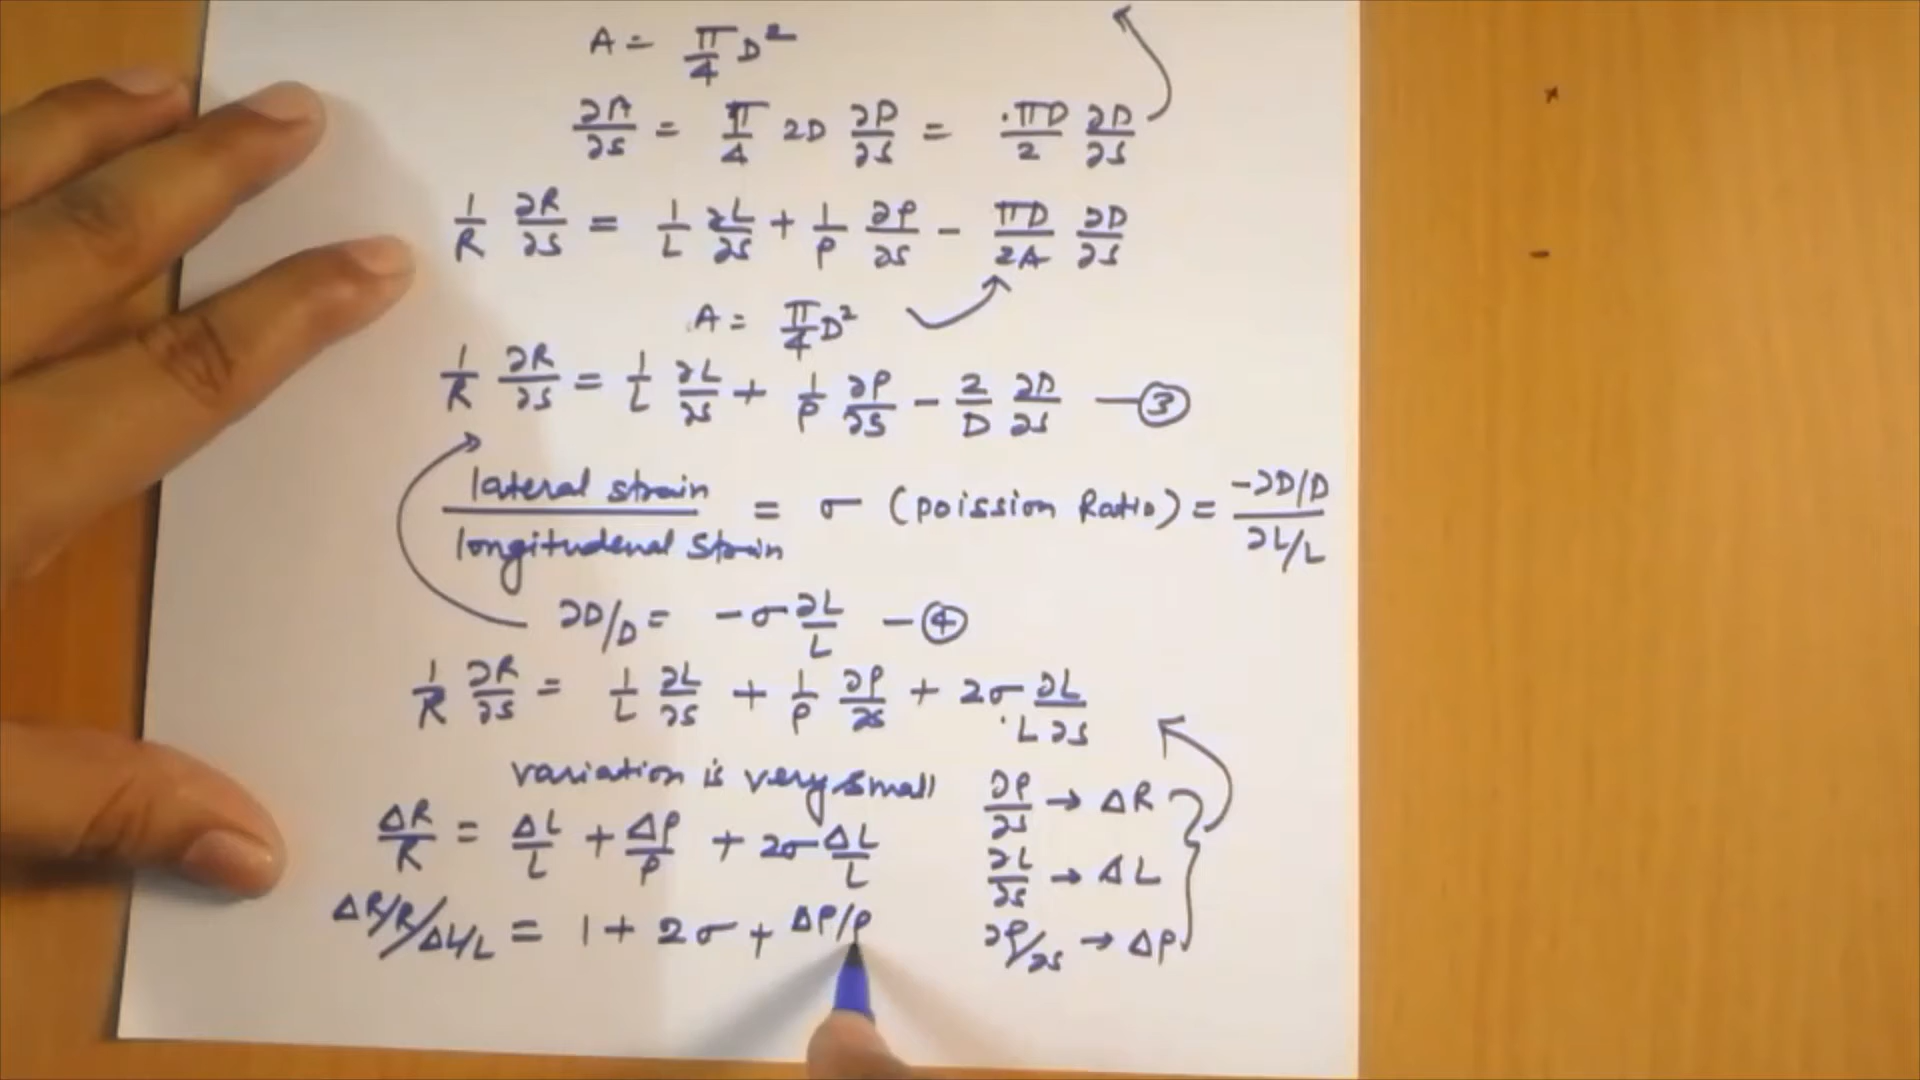 A = π/4 D²
∂A/∂s = π/4 2D ∂D/∂s = πD/2 ∂D/∂s
1/R ∂R/∂s = 1/L ∂L/∂s + 1/ρ ∂ρ/∂s - πD/2A ∂D/∂s
A = π/4 D²
1/R ∂R/∂s = 1/L ∂L/∂s + 1/ρ ∂ρ/∂s - 2/D ∂D/∂s — ③
lateral strain / longitudenal strain = σ (poission Ratio) = -∂D/D / ∂L/L
∂D/D = -σ ∂L/L — ④
1/R ∂R/∂s = 1/L ∂L/∂s + 1/ρ ∂ρ/∂s + 2σ ∂L/L∂s
variation is very small
∂ρ/∂s → ΔR
ΔR/R = ΔL/L + Δρ/ρ + 2σ ΔL/L
∂L/∂s → ΔL
ΔR/R/ΔL/L = 1 + 2σ + Δρ/ρ
∂ρ/∂s → Δρ